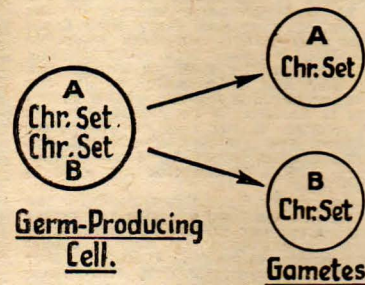 A
Chr. Set
Chr. Set
B
Germ-Producing
Cell.
A
Chr. Set
B
Chr. Set
Gametes